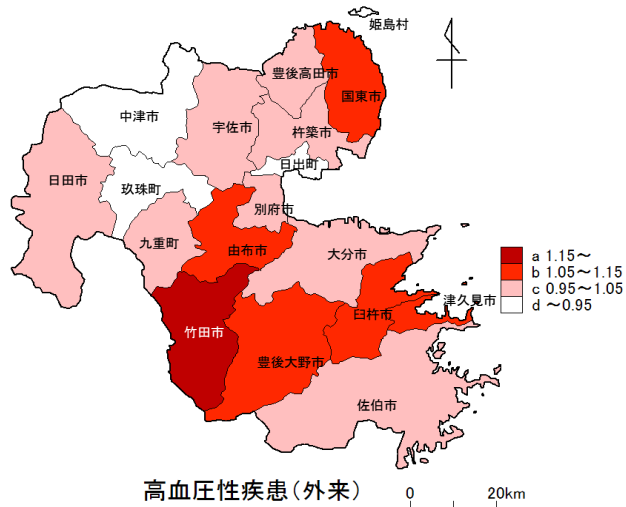 姫島村
豊後高田市
国東市
中津市
宇佐市
杵築市
日出町
日田市
玖珠町
別府市
九重町
由布市
大分市
a 1.15～
b 1.05～1.15
c 0.95～1.05
d ～0.95
津久見市
臼杵市
竹田市
豊後大野市
佐伯市
高血圧性疾患（外来）
0 20km